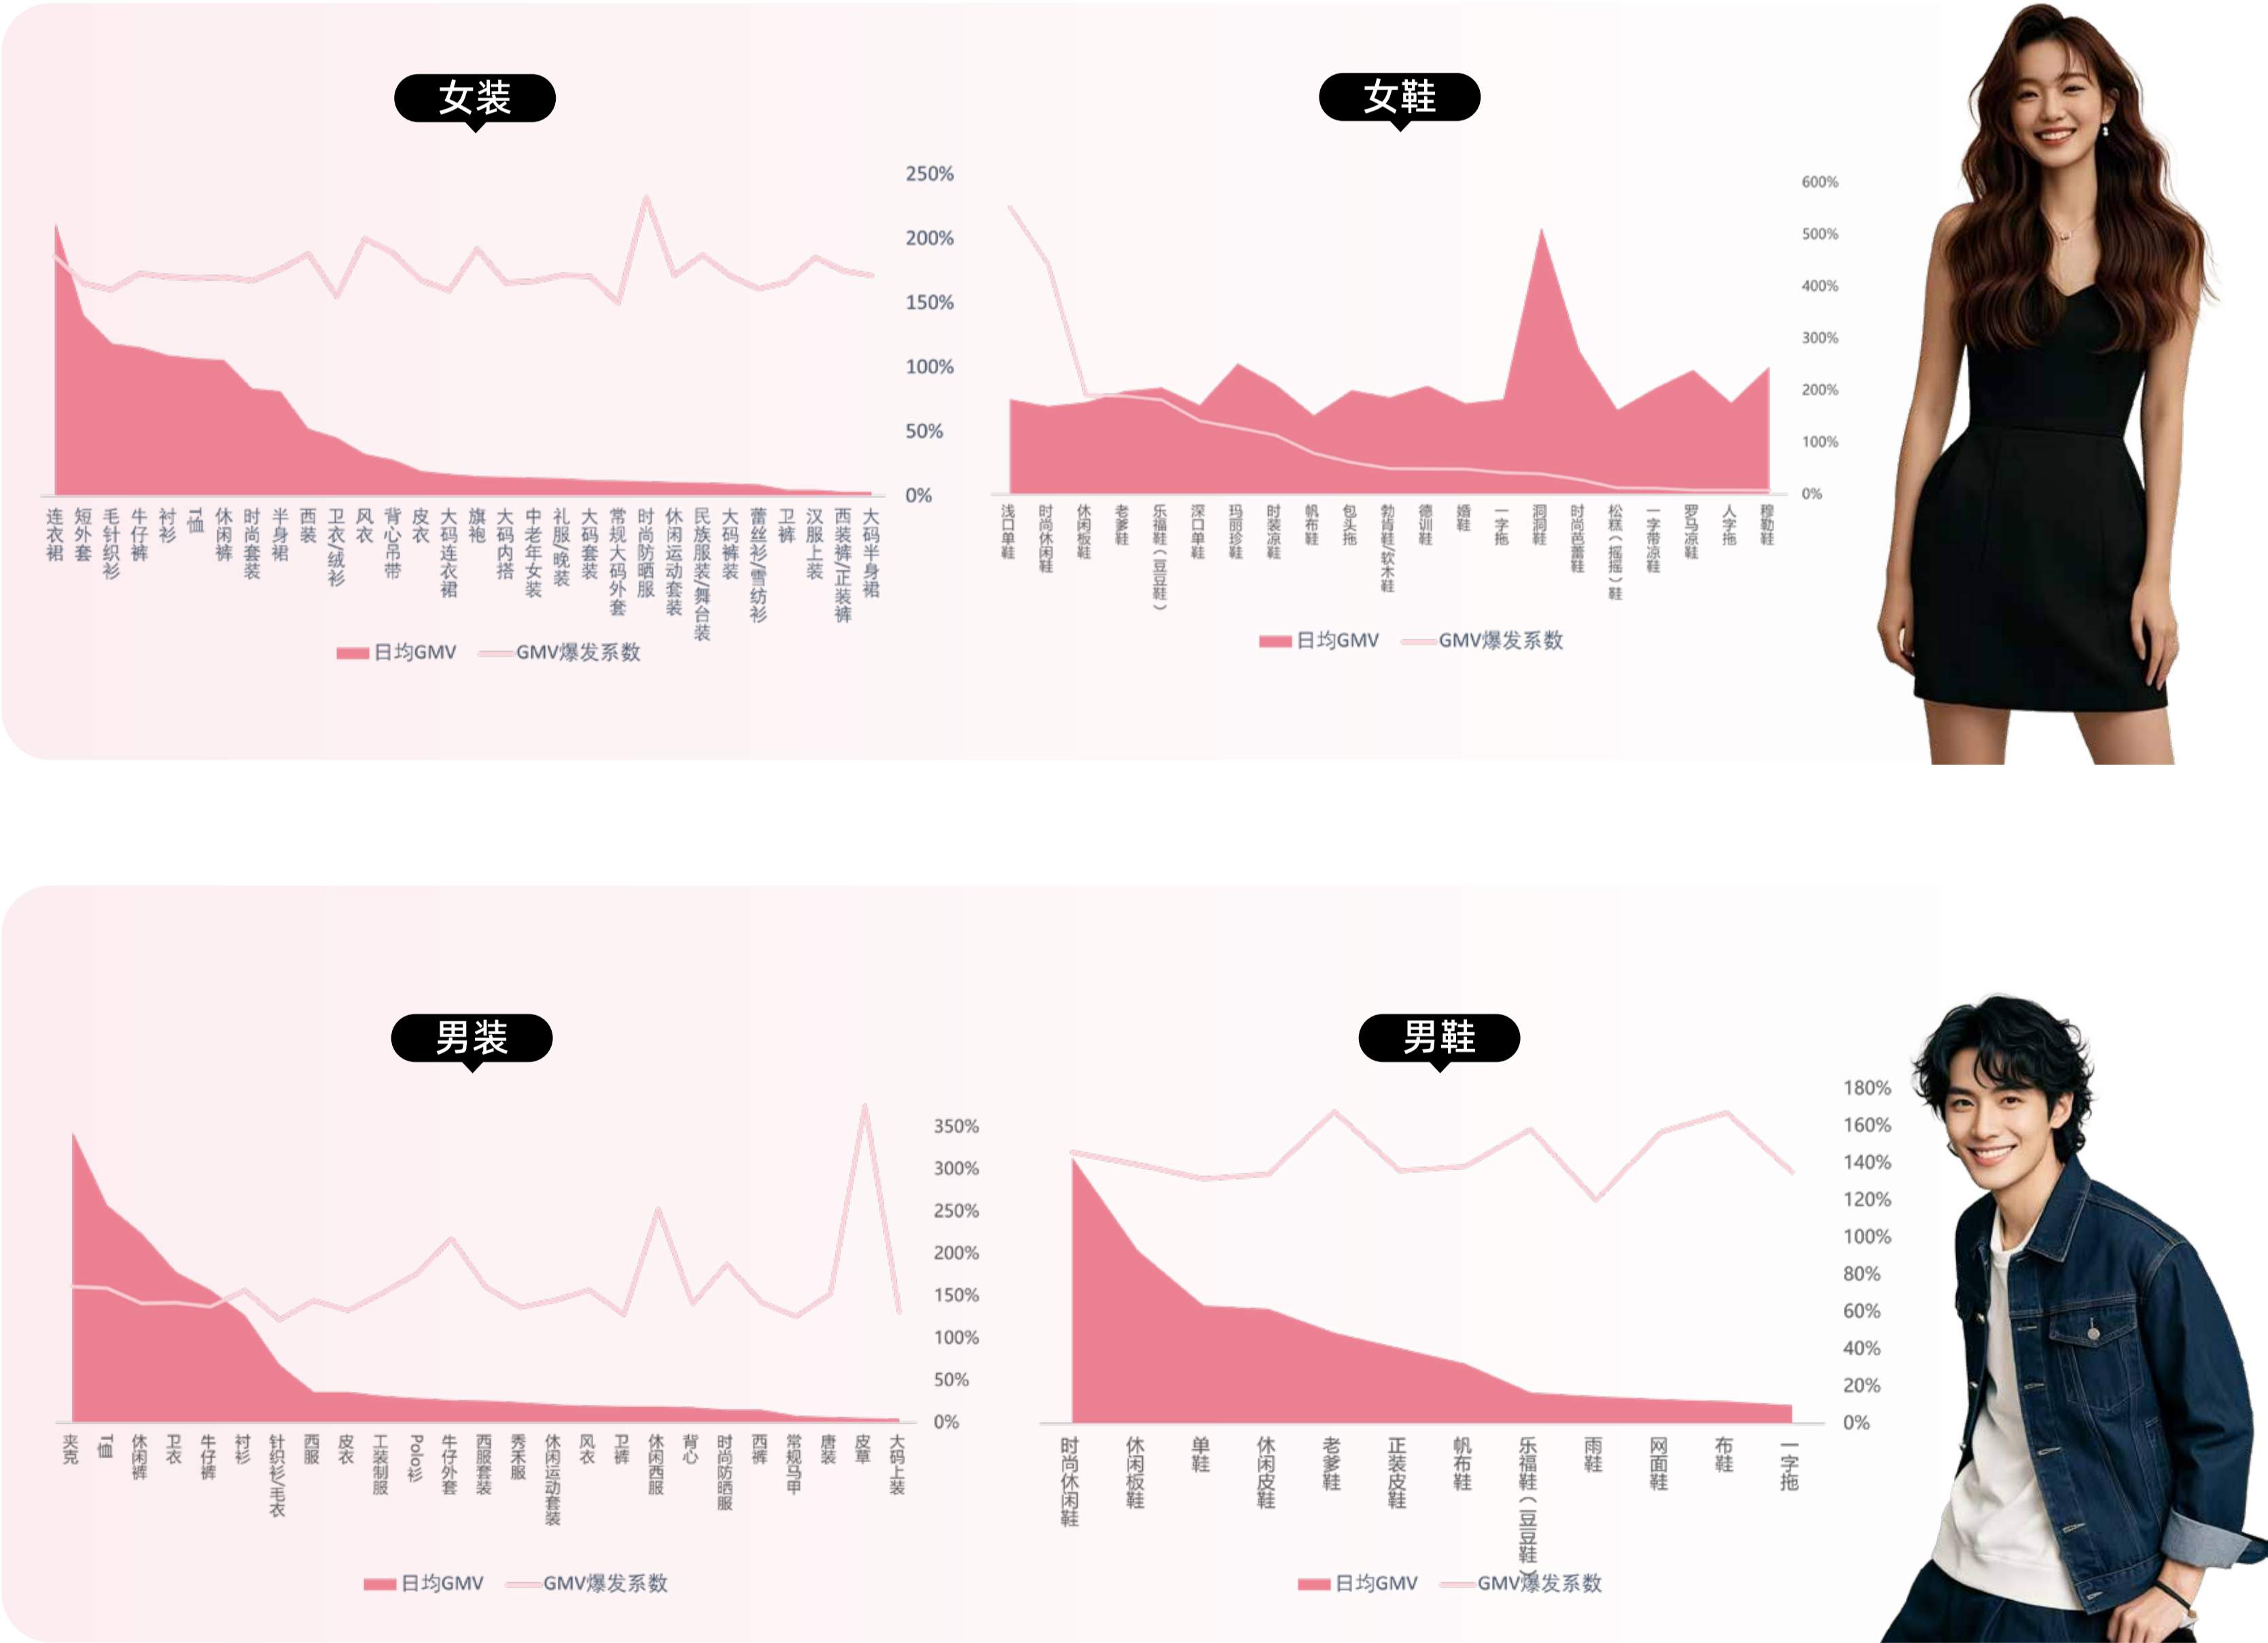 女装
250%
200%
150%
100%
50%
0%
连衣裙
短外套
毛针织衫
牛仔裤
衬衫
T恤
休闲裤
时尚套装
半身裙
西装
卫衣/绒衫
风衣
背心吊带
皮衣
大码连衣裙
旗袍
大码内搭
中老年女装
礼服/晚装
大码套装
常规大码外套
时尚防晒服
休闲运动套装
民族服装/舞台装
大码裤装
蕾丝衫/雪纺衫
卫裤
汉服上装
西装裤/正装裤
大码半身裙
日均GMV
GMV爆发系数
女鞋
600%
500%
400%
300%
200%
100%
0%
浅口单鞋
时尚休闲鞋
休闲板鞋
老爹鞋
乐福鞋（豆豆鞋）
深口单鞋
玛丽珍鞋
时装凉鞋
帆布鞋
包头拖
勃肯鞋/软木鞋
德训鞋
婚鞋
一字拖
洞洞鞋
时尚芭蕾鞋
松糕（摇摇）鞋
一字带凉鞋
罗马凉鞋
人字拖
穆勒鞋
日均GMV
GMV爆发系数
男装
350%
300%
250%
200%
150%
100%
50%
0%
夹克
T恤
休闲裤
卫衣
牛仔裤
衬衫
针织衫/毛衣
西服
皮衣
工装制服
Polo衫
牛仔外套
西服套装
秀禾服
休闲运动套装
风衣
卫裤
休闲西服
背心
时尚防晒服
西裤
常规马甲
唐装
皮草
大码上装
日均GMV
GMV爆发系数
男鞋
180%
160%
140%
120%
100%
80%
60%
40%
20%
0%
时尚休闲鞋
休闲板鞋
单鞋
休闲皮鞋
老爹鞋
正装皮鞋
帆布鞋
乐福鞋（豆豆鞋）
雨鞋
网面鞋
布鞋
一字拖
日均GMV
GMV爆发系数